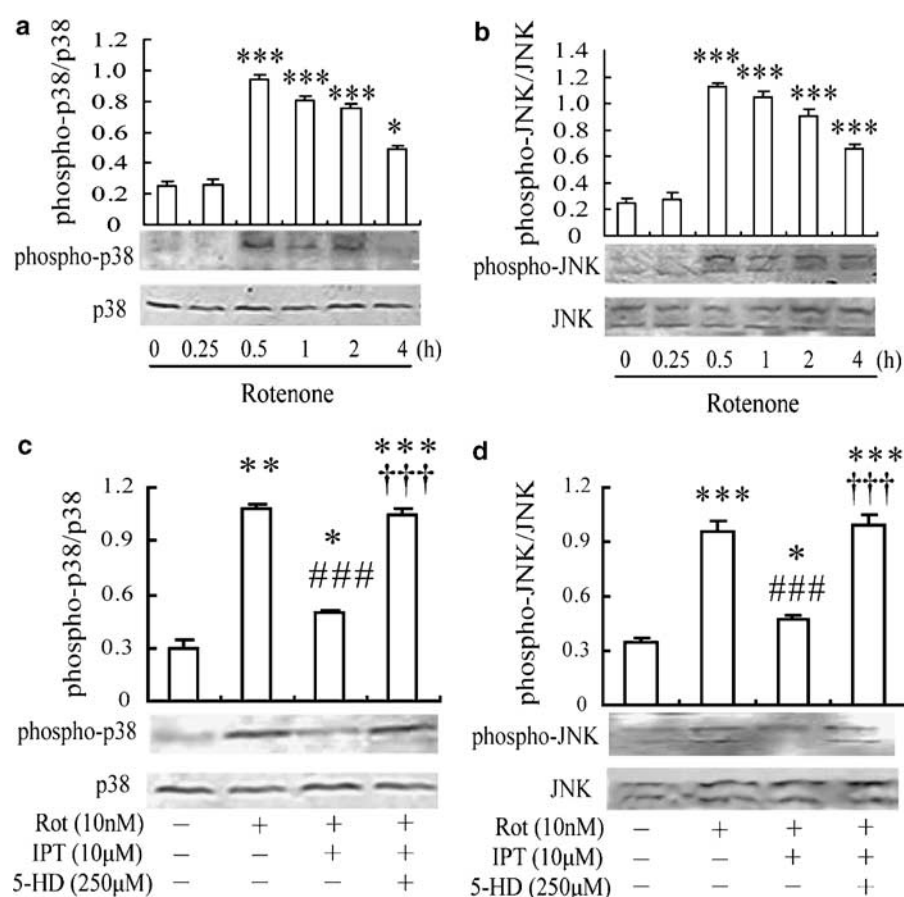 a
phospho-p38/p38
1.2
1.0
0.8
0.6
0.4
0.2
0
***
***
***
*
phospho-p38
p38
0 0.25 0.5 1 2 4 (h)
Rotenone
b
phospho-JNK/JNK
1.4
1.2
1.0
0.8
0.6
0.4
0.2
0
***
***
***
***
phospho-JNK
JNK
0 0.25 0.5 1 2 4 (h)
Rotenone
c
phospho-p38/p38
1.2
0.9
0.6
0.3
0
**
*
###
***
†††
phospho-p38
p38
Rot (10nM) – + + +
IPT (10μM) – – + +
5-HD (250μM) – – – +
d
phospho-JNK/JNK
1.2
0.9
0.6
0.3
0
***
*
###
***
†††
phospho-JNK
JNK
Rot (10nM) – + + +
IPT (10μM) – – + +
5-HD (250μM) – – – +